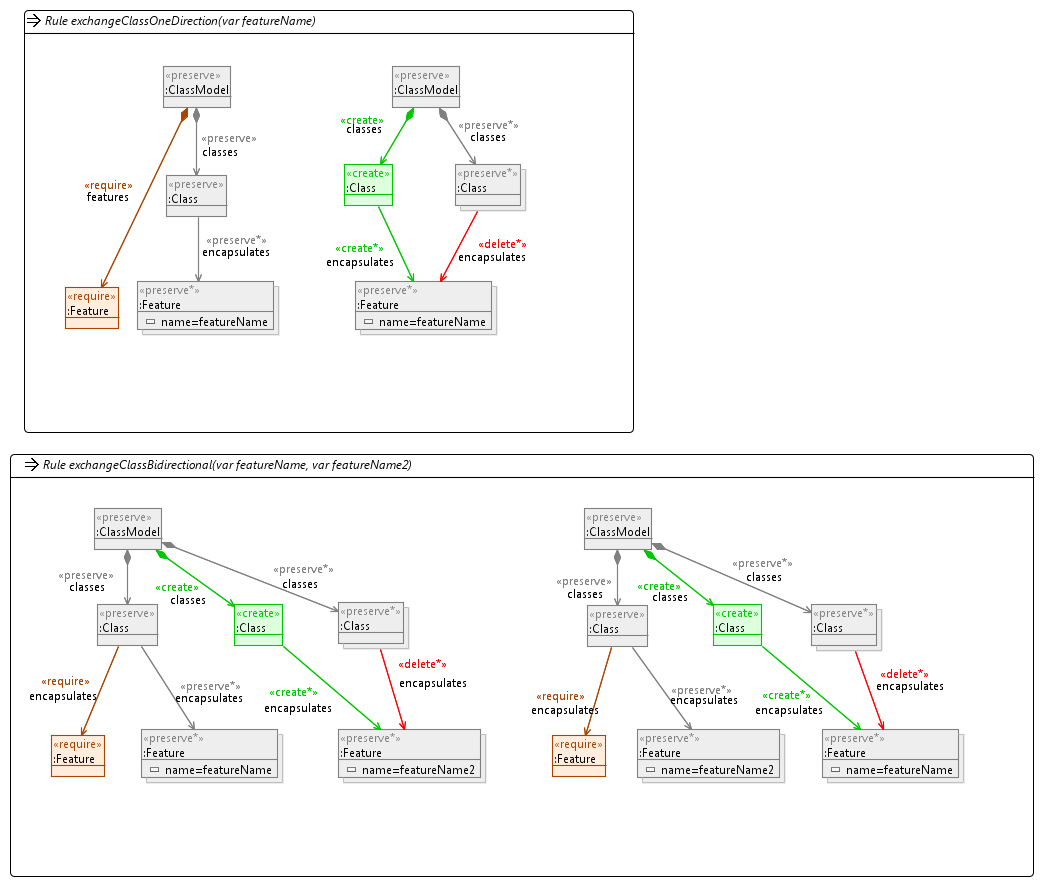 Rule exchangeClassOneDirection(var featureName)
«preserve»
:ClassModel
«preserve»
classes
«require»
features
«preserve»
:Class
«preserve*»
encapsulates
«require»
:Feature
«preserve*»
:Feature
name=featureName
«preserve»
:ClassModel
«create»
classes
«preserve*»
classes
«create»
:Class
«preserve*»
:Class
«create*»
encapsulates
«delete*»
encapsulates
«preserve*»
:Feature
name=featureName
Rule exchangeClassBidirectional(var featureName, var featureName2)
«preserve»
:ClassModel
«preserve»
classes
«create»
classes
«preserve*»
classes
«preserve»
:Class
«create»
:Class
«preserve*»
:Class
«require»
encapsulates
«preserve*»
encapsulates
«create*»
encapsulates
«delete*»
encapsulates
«require»
:Feature
«preserve*»
:Feature
name=featureName
«preserve*»
:Feature
name=featureName2
«preserve»
:ClassModel
«preserve»
classes
«create»
classes
«preserve*»
classes
«preserve»
:Class
«create»
:Class
«preserve*»
:Class
«require»
encapsulates
«preserve*»
encapsulates
«create*»
encapsulates
«delete*»
encapsulates
«require»
:Feature
«preserve*»
:Feature
name=featureName2
«preserve*»
:Feature
name=featureName